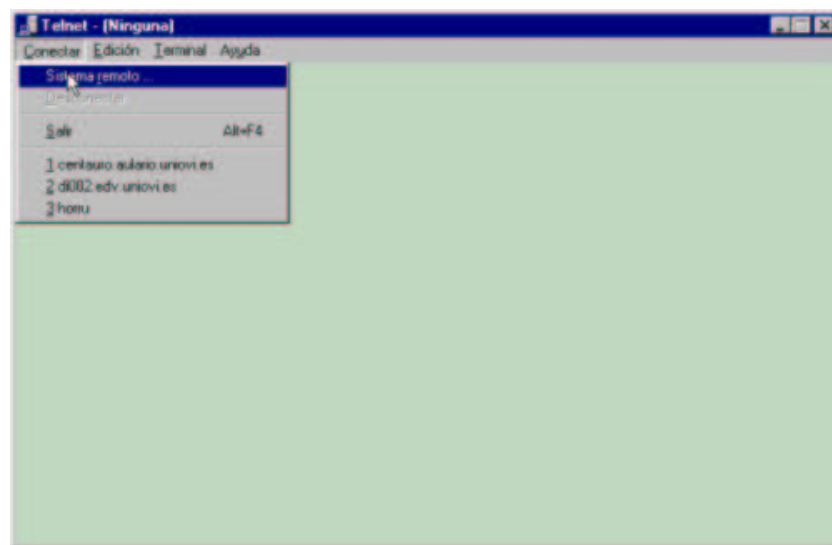 Telnet - (Ninguna)
Conectar Edición Terminal Ayuda
Sistema remoto ...
Desconectar
Salir Alt+F4
1 centauro.aulario.uniovi.es
2 di002.edv.uniovi.es
3 horru